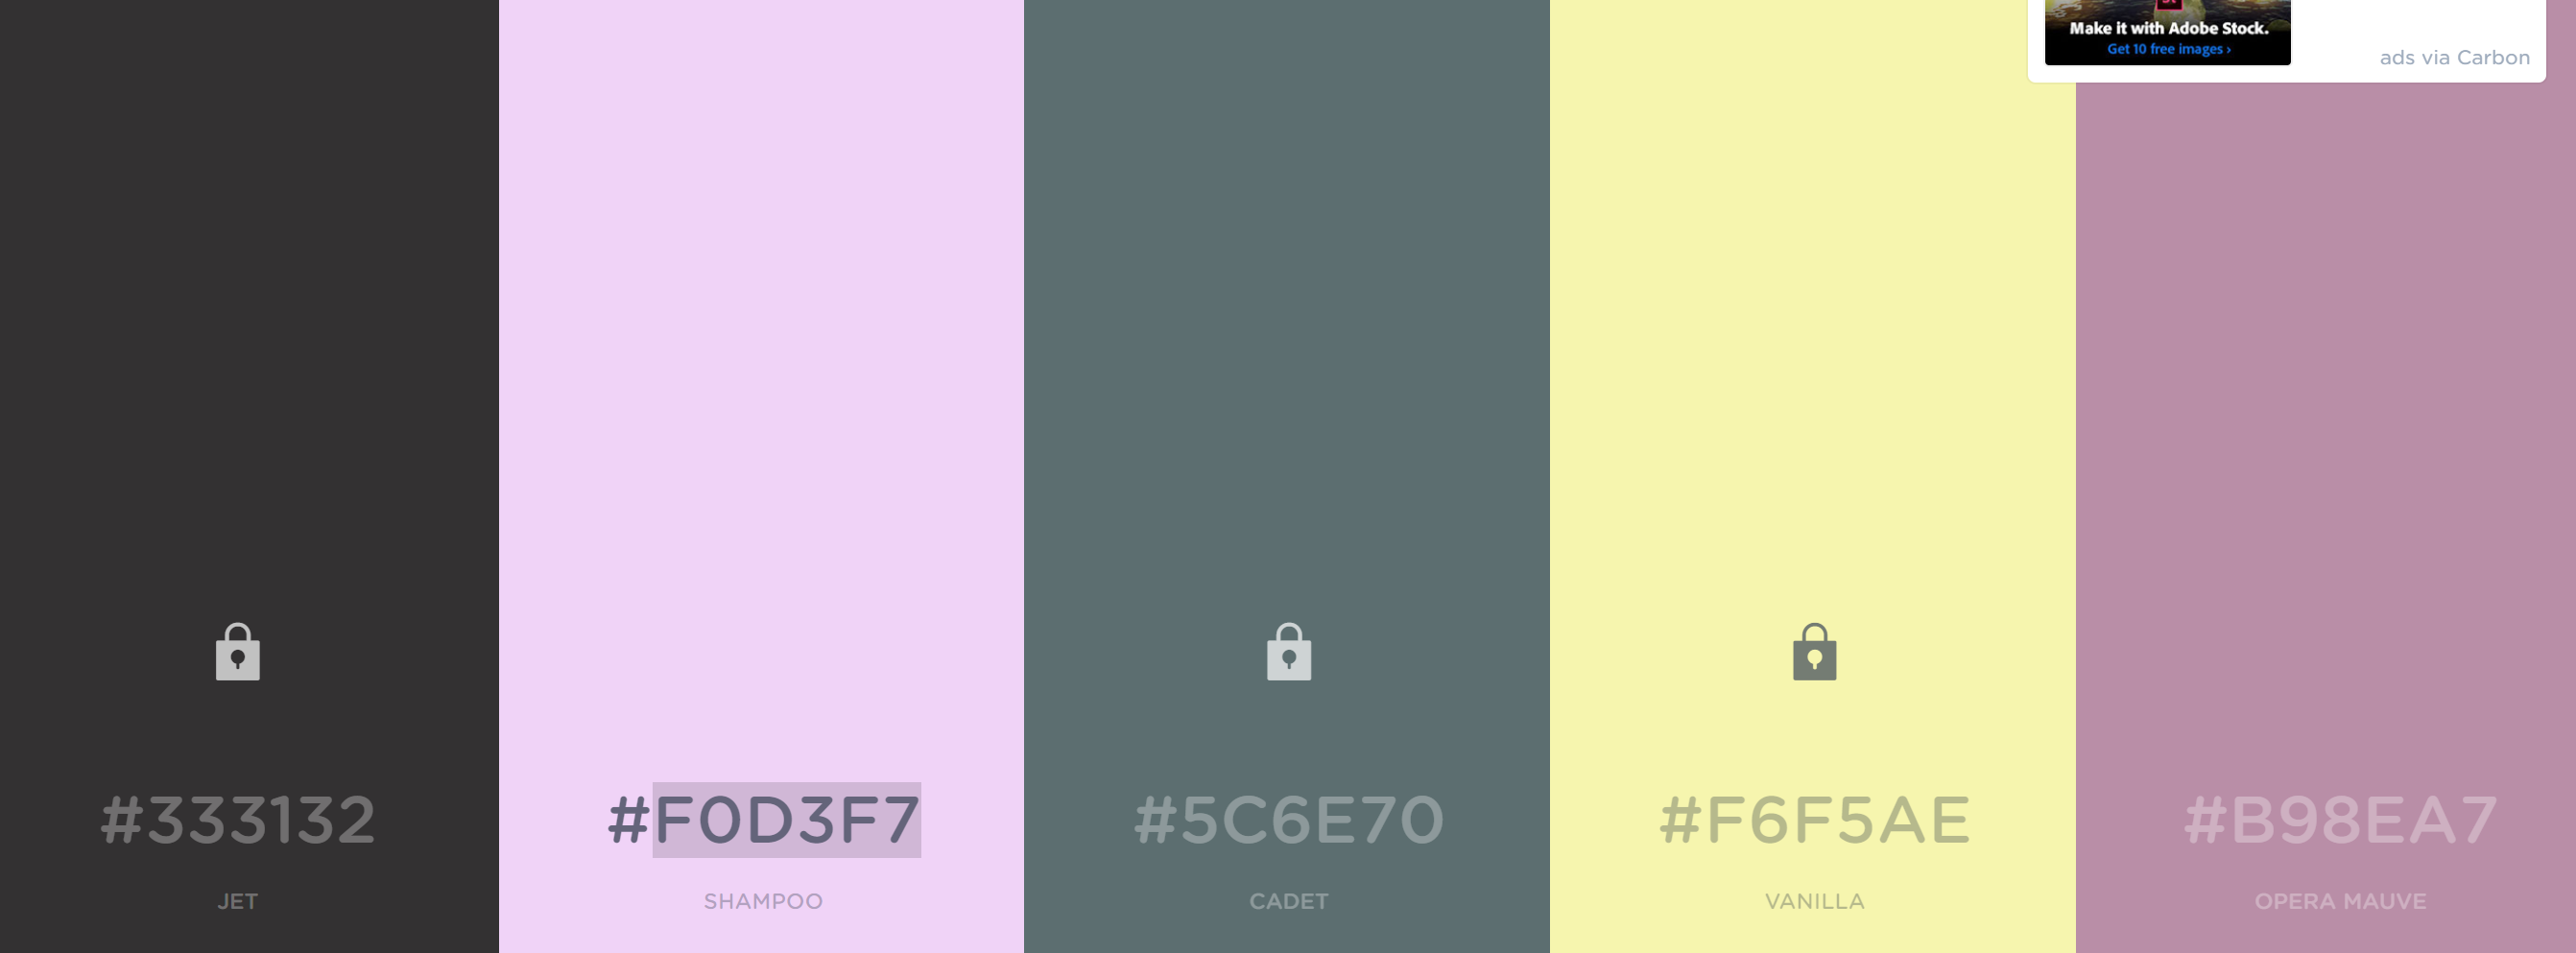 Make it with Adobe Stock.
Get 10 free images ›
ads via Carbon
#333132
JET
#F0D3F7
SHAMPOO
#5C6E70
CADET
#F6F5AE
VANILLA
#B98EA7
OPERA MAUVE